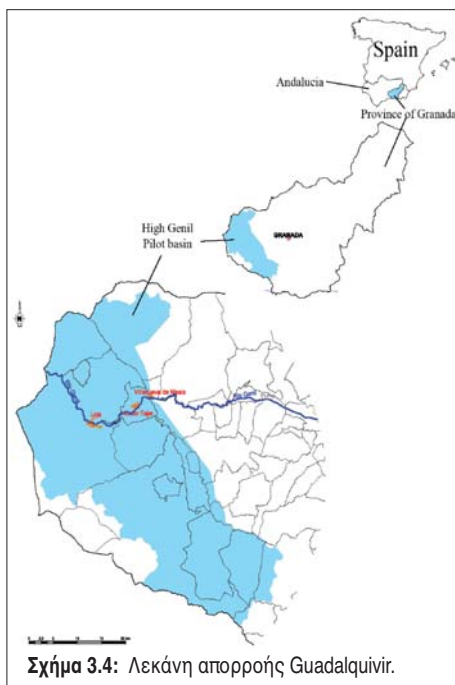 Spain
Andalucia
Province of Granada
High Genil
Pilot basin
GRANADA
Σχήμα 3.4: Λεκάνη απορροής Guadalquivir.